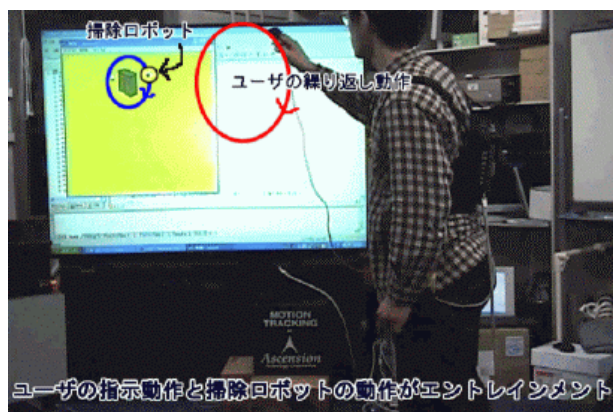 掃除ロボット
ユーザの繰り返し動作
MOTION
TRACKING
BY
Ascension
ユーザの指示動作と掃除ロボットの動作がエントレインメント